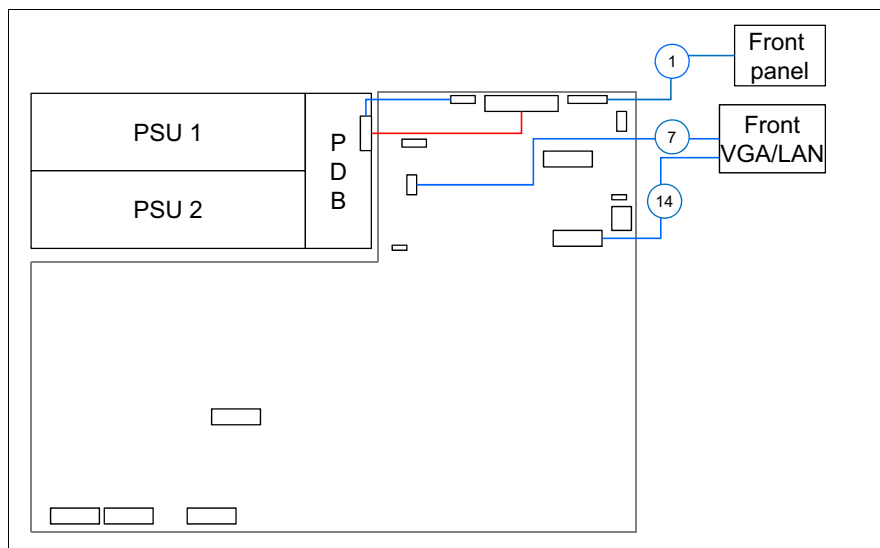 Front
panel
1
PSU 1
P
D
B
7
Front
VGA/LAN
PSU 2
14